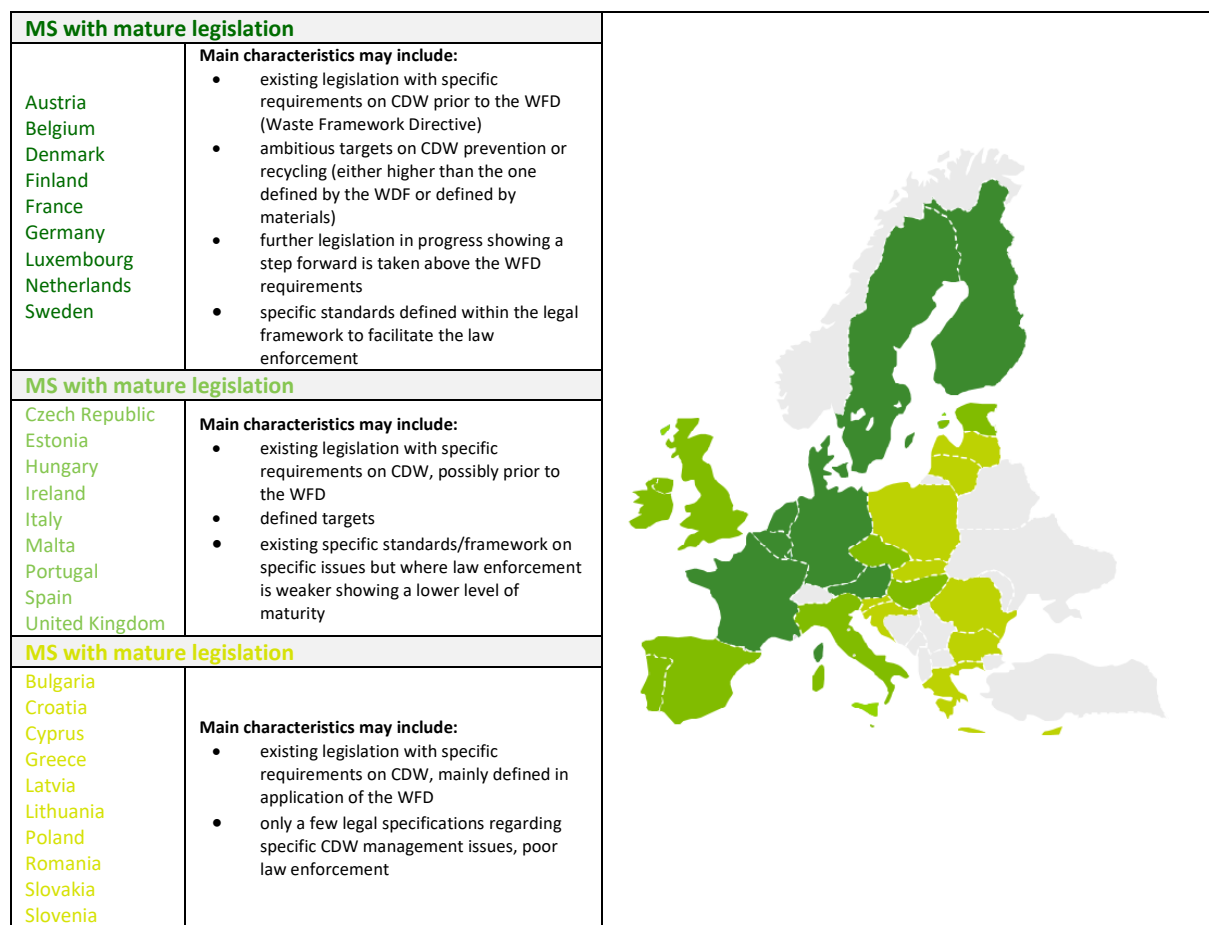 MS with mature legislation
Austria
Belgium
Denmark
Finland
France
Germany
Luxembourg
Netherlands
Sweden
Main characteristics may include:
• existing legislation with specific
requirements on CDW prior to the WFD
(Waste Framework Directive)
• ambitious targets on CDW prevention or
recycling (either higher than the one
defined by the WDF or defined by
materials)
• further legislation in progress showing a
step forward is taken above the WFD
requirements
• specific standards defined within the legal
framework to facilitate the law
enforcement
MS with mature legislation
Czech Republic
Estonia
Hungary
Ireland
Italy
Malta
Portugal
Spain
United Kingdom
Main characteristics may include:
• existing legislation with specific
requirements on CDW, possibly prior to
the WFD
• defined targets
• existing specific standards/framework on
specific issues but where law enforcement
is weaker showing a lower level of
maturity
MS with mature legislation
Bulgaria
Croatia
Cyprus
Greece
Latvia
Lithuania
Poland
Romania
Slovakia
Slovenia
Main characteristics may include:
• existing legislation with specific
requirements on CDW, mainly defined in
application of the WFD
• only a few legal specifications regarding
specific CDW management issues, poor
law enforcement